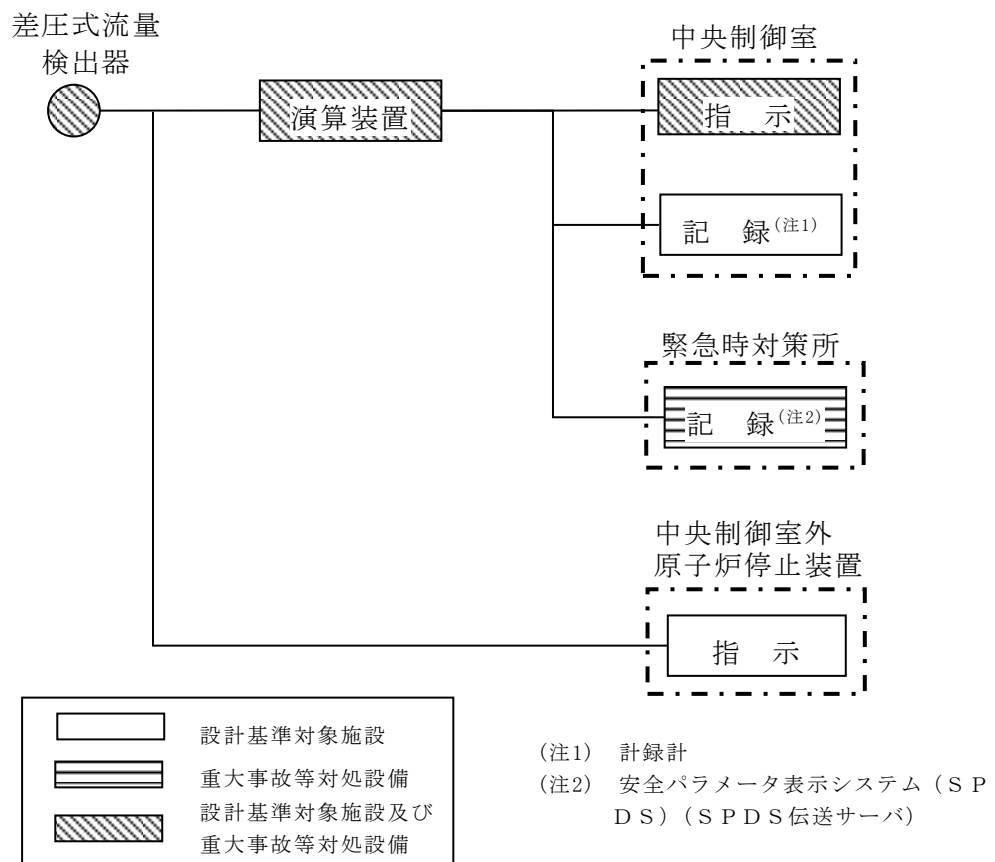 差圧式流量
検出器
演算装置
中央制御室
指　示
記　録(注1)
緊急時対策所
記　録(注2)
中央制御室外
原子炉停止装置
指　示
設計基準対象施設
重大事故等対処設備
設計基準対象施設及び
重大事故等対処設備
(注1)　計録計
(注2)　安全パラメータ表示システム（ＳＰ
ＤＳ）（ＳＰＤＳ伝送サーバ）